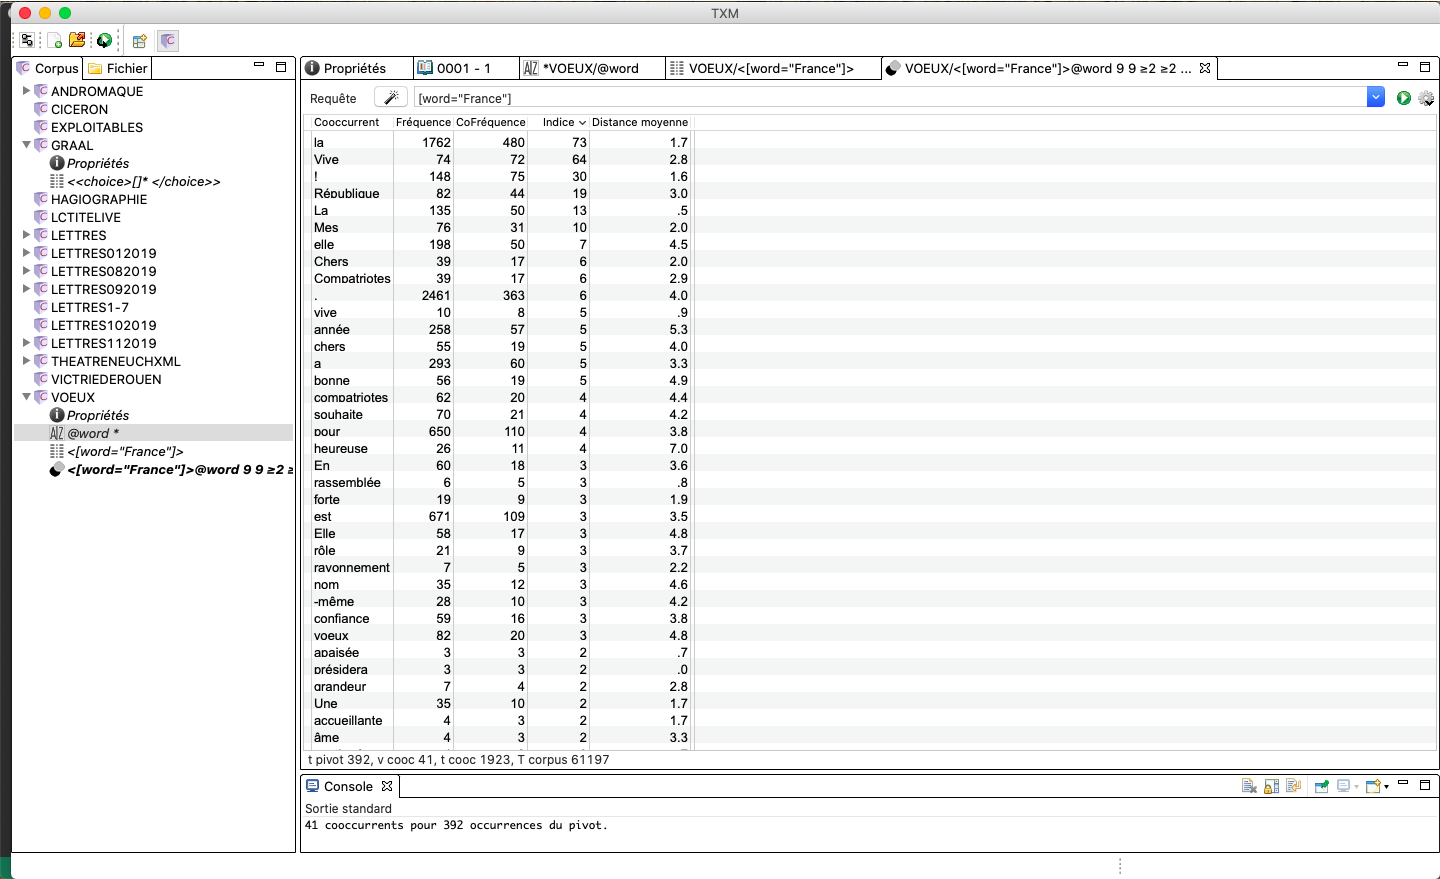 TXM
Corpus Fichier
ANDROMAQUE
CICERON
EXPLOITABLES
GRAAL
Propriétés
<<choice>[]* </choice>>
HAGIOGRAPHIE
LCTITELIVE
LETTRES
LETTRES012019
LETTRES082019
LETTRES092019
LETTRES1-7
LETTRES102019
LETTRES112019
THEATRENEUCHXML
VICTRIEDEROUEN
VOEUX
Propriétés
@word *
<[word="France"]>
<[word="France"]>@word 9 9 ≥2 ≥
Propriétés 0001 - 1 *VOEUX/@word VOEUX/<[word="France"]> VOEUX/<[word="France"]>@word 9 9 ≥2 ≥2 ...
Requête [word="France"]
Cooccurrent Fréquence CoFréquence Indice Distance moyenne
la 1762 480 73 1.7
Vive 74 72 64 2.8
! 148 75 30 1.6
République 82 44 19 3.0
La 135 50 13 .5
Mes 76 31 10 2.0
elle 198 50 7 4.5
Chers 39 17 6 2.0
Compatriotes 39 17 6 2.9
. 2461 363 6 4.0
vive 10 8 5 .9
année 258 57 5 5.3
chers 55 19 5 4.0
a 293 60 5 3.3
bonne 56 19 5 4.9
compatriotes 62 20 4 4.4
souhaite 70 21 4 4.2
pour 650 110 4 3.8
heureuse 26 11 4 7.0
En 60 18 3 3.6
rassemblée 6 5 3 .8
forte 19 9 3 1.9
est 671 109 3 3.5
Elle 58 17 3 4.8
rôle 21 9 3 3.7
rayonnement 7 5 3 2.2
nom 35 12 3 4.6
-même 28 10 3 4.2
confiance 59 16 3 3.8
voeux 82 20 3 4.8
apaisée 3 3 2 .7
présidera 3 3 2 .0
grandeur 7 4 2 2.8
Une 35 10 2 1.7
accueillante 4 3 2 1.7
âme 4 3 2 3.3
t pivot 392, v cooc 41, t cooc 1923, T corpus 61197
Console
Sortie standard
41 cooccurrents pour 392 occurrences du pivot.